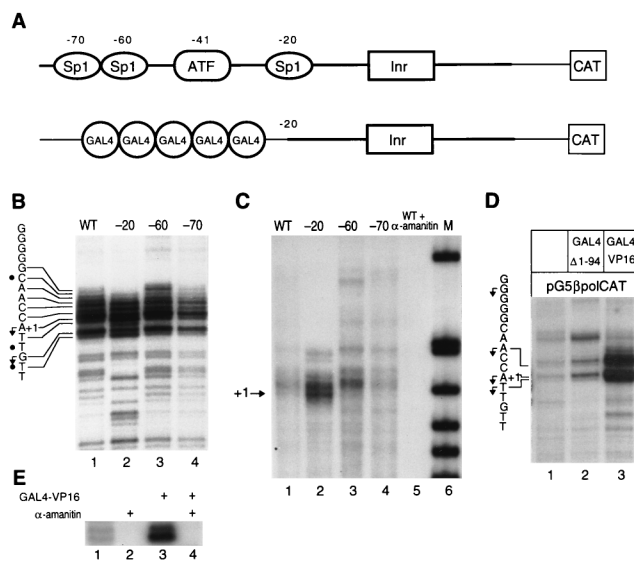 A
-70 -60 -41 -20
Sp1 Sp1 ATF Sp1 Inr CAT
-20
GAL4 GAL4 GAL4 GAL4 GAL4 Inr CAT
B
WT –20 –60 –70
G
G
G
G
G
C
A
A
C
C
A +1
T
T
G
T
T
1 2 3 4
C
WT –20 –60 –70 WT + α-amanitin M
+1
1 2 3 4 5 6
D
GAL4 Δ1-94 GAL4 VP16
pG5βpolCAT
G
G
G
G
G
C
A
A
C
C
A +1
T
T
G
T
T
1 2 3
E
GAL4-VP16 + +
α-amanitin + +
1 2 3 4